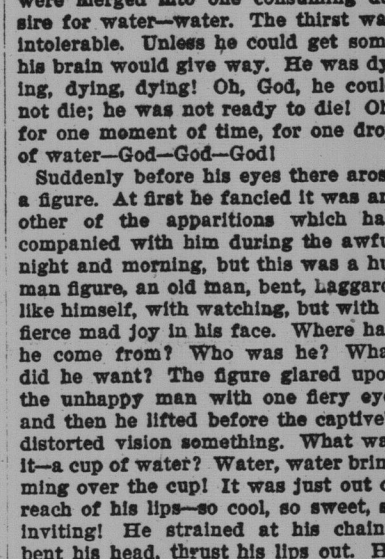 were merged into one consuming de
sire for water—water. The thirst wa
intolerable. Unless he could get som
his brain would give way. He was dy
ing, dying, dying! Oh, God, he coul
not die; he was not ready to die! Oh
for one moment of time, for one dro
of water—God—God—God!
Suddenly before his eyes there aros
a figure. At first he fancied it was an
other of the apparitions which ha
companied with him during the awfu
night and morning, but this was a hu
man figure, an old man, bent, haggard
like himself, with watching, but with
fierce mad joy in his face. Where ha
he come from? Who was he? Wha
did he want? The figure glared upo
the unhappy man with one fiery eye
and then he lifted before the captive'
distorted vision something. What wa
it—a cup of water? Water, water brim
ming over the cup! It was just out o
reach of his lips—so cool, so sweet, s
inviting! He strained at his chain
bent his head, thrust his lips out. H